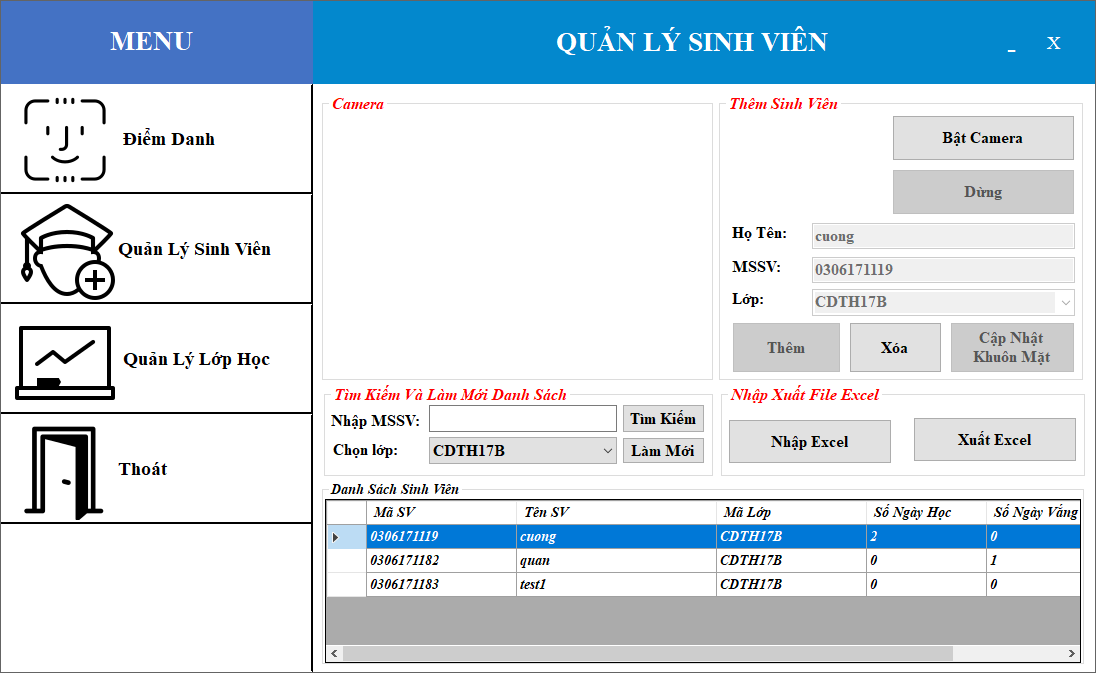 MENU
QUẢN LÝ SINH VIÊN
_ X
Điểm Danh
Quản Lý Sinh Viên
Quản Lý Lớp Học
Thoát
Camera
Thêm Sinh Viên
Bật Camera
Dừng
Họ Tên: cuong
MSSV: 0306171119
Lớp: CDTH17B
Thêm Xóa Cập Nhật
Khuôn Mặt
Tìm Kiếm Và Làm Mới Danh Sách
Nhập MSSV: Tìm Kiếm
Chọn lớp: CDTH17B Làm Mới
Nhập Xuất File Excel
Nhập Excel Xuất Excel
Danh Sách Sinh Viên
Mã SV Tên SV Mã Lớp Số Ngày Học Số Ngày Vắng
0306171119 cuong CDTH17B 2 0
0306171182 quan CDTH17B 0 1
0306171183 test1 CDTH17B 0 0